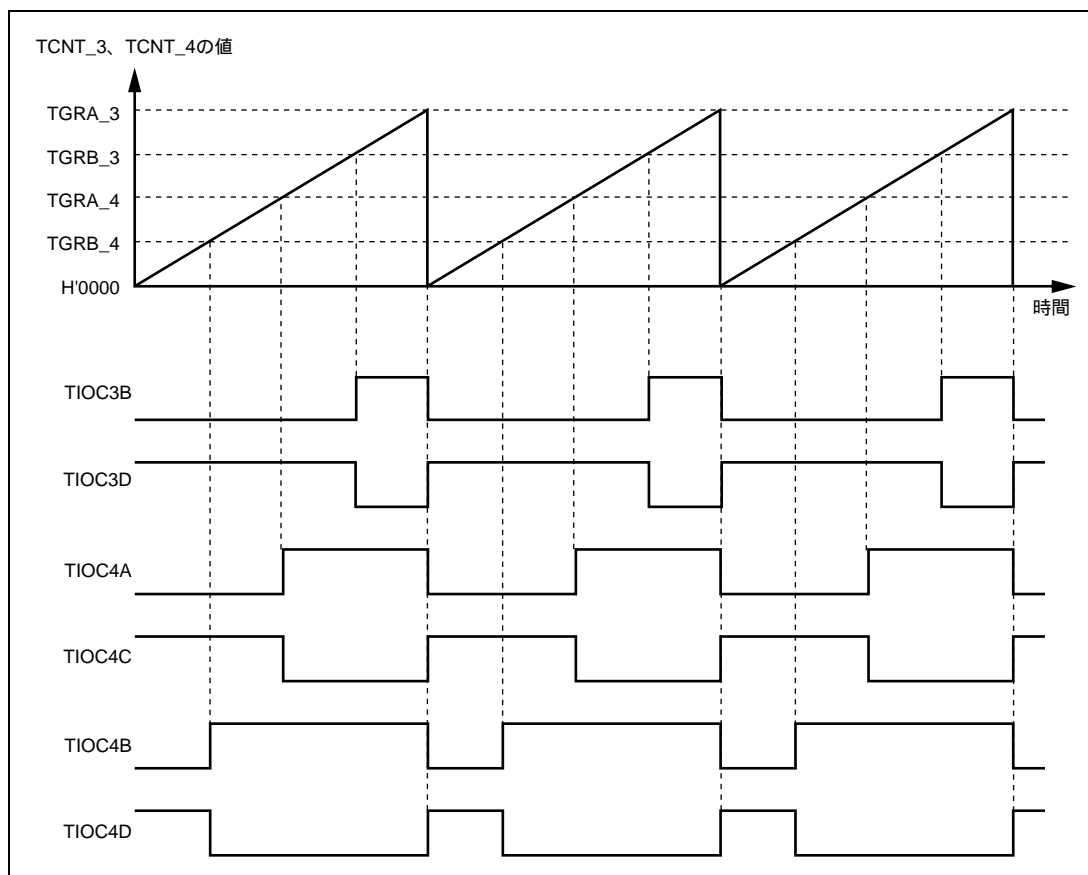 TCNT_3、TCNT_4の値
TGRA_3
TGRB_3
TGRA_4
TGRB_4
H'0000
時間
TIOC3B
TIOC3D
TIOC4A
TIOC4C
TIOC4B
TIOC4D